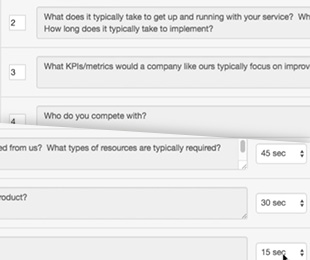 2
What does it typically take to get up and running with your service?
How long does it typically take to implement?
3
What KPIs/metrics would a company like ours typically focus on
4
Who do you compete with?
ed from us? What types of resources are typically required?
45 sec
roduct?
30 sec
15 sec